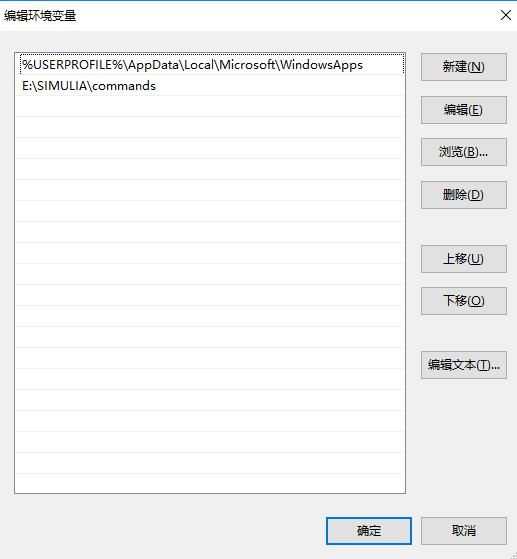 编辑环境变量
%USERPROFILE%\AppData\Local\Microsoft\WindowsApps
E:\SIMULIA\commands
新建(N)
编辑(E)
浏览(B)...
删除(D)
上移(U)
下移(O)
编辑文本(T)...
确定
取消